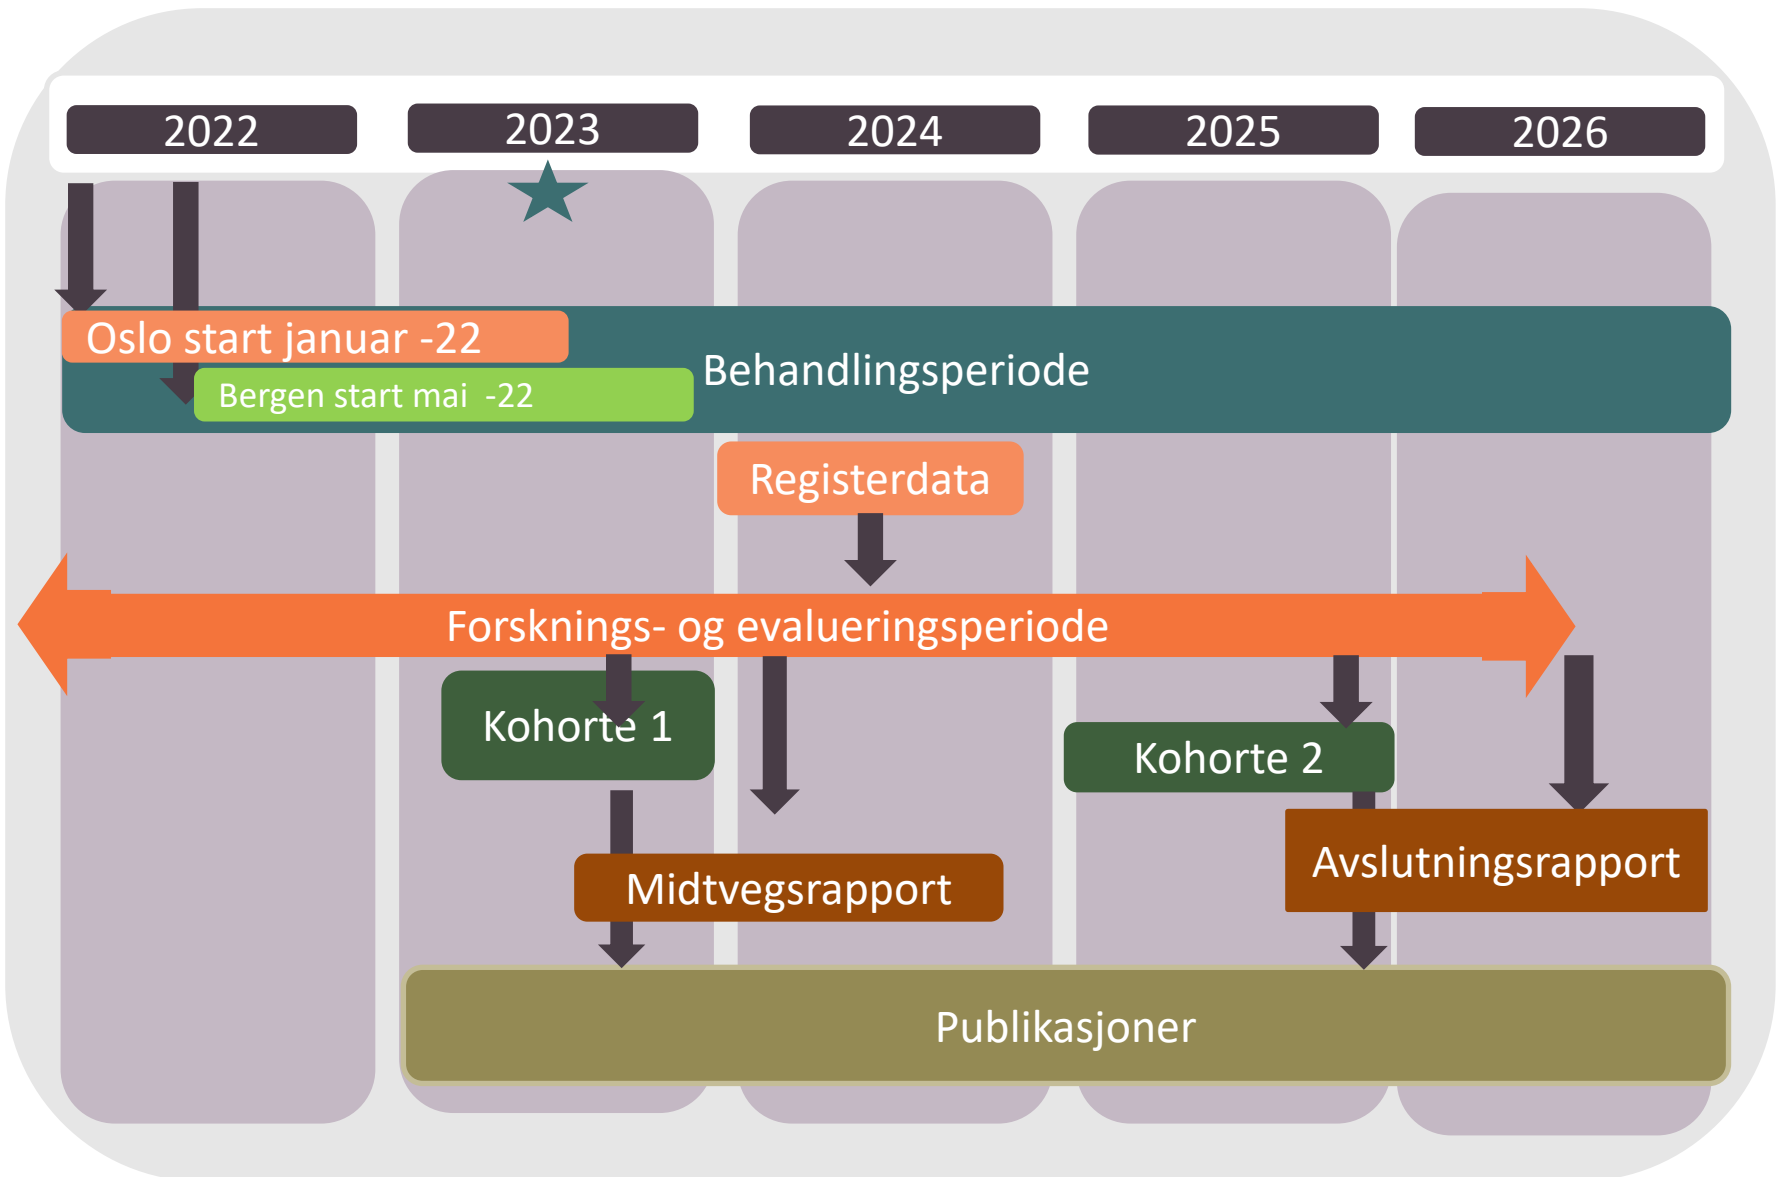 2022
2023
2024
2025
2026
Oslo start januar -22
Behandlingsperiode
Bergen start mai -22
Registerdata
Forsknings- og evalueringsperiode
Kohorte 1
Kohorte 2
Midtvegsrapport
Avslutningsrapport
Publikasjoner